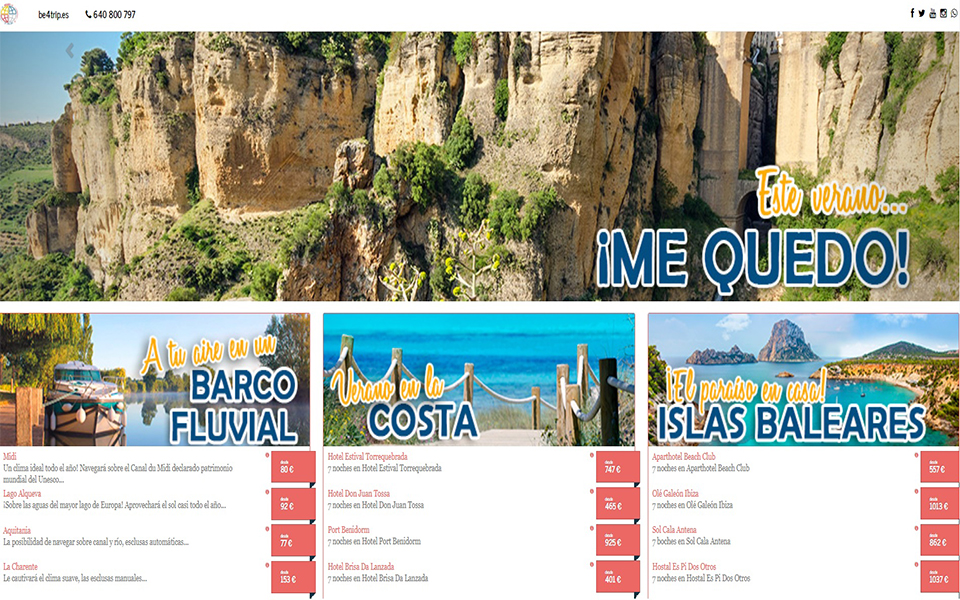 be4trip.es
640 800 797
Este verano...
¡ME QUEDO!
A tu aire en un
BARCO
FLUVIAL
Midi
Un clima ideal todo el año! Navegará sobre el Canal du Midi declarado patrimonio
mundial del Unesco...
desde
80 €
Lago Alqueva
¡Sobre las aguas del mayor lago de Europa! Aprovechará el sol casi todo el año...
desde
92 €
Aquitania
La posibilidad de navegar sobre canal y río, esclusas automáticas...
desde
77 €
La Charente
Le cautivará el clima suave, las esclusas manuales...
desde
153 €
Verano en la
COSTA
Hotel Estival Torrequebrada
7 noches en Hotel Estival Torrequebrada
desde
747 €
Hotel Don Juan Tossa
7 noches en Hotel Don Juan Tossa
desde
465 €
Port Benidorm
7 noches en Hotel Port Benidorm
desde
925 €
Hotel Brisa Da Lanzada
7 noches en Hotel Brisa Da Lanzada
desde
401 €
¡El paraíso en casa!
ISLAS BALEARES
Aparthotel Beach Club
7 noches en Aparthotel Beach Club
desde
557 €
Olé Galeón Ibiza
7 noches en Olé Galeón Ibiza
desde
1013 €
Sol Cala Antena
7 boches en Sol Cala Antena
desde
862 €
Hostal Es Pi Dos Otros
7 noches en Hostal Es Pi Dos Otros
desde
1037 €